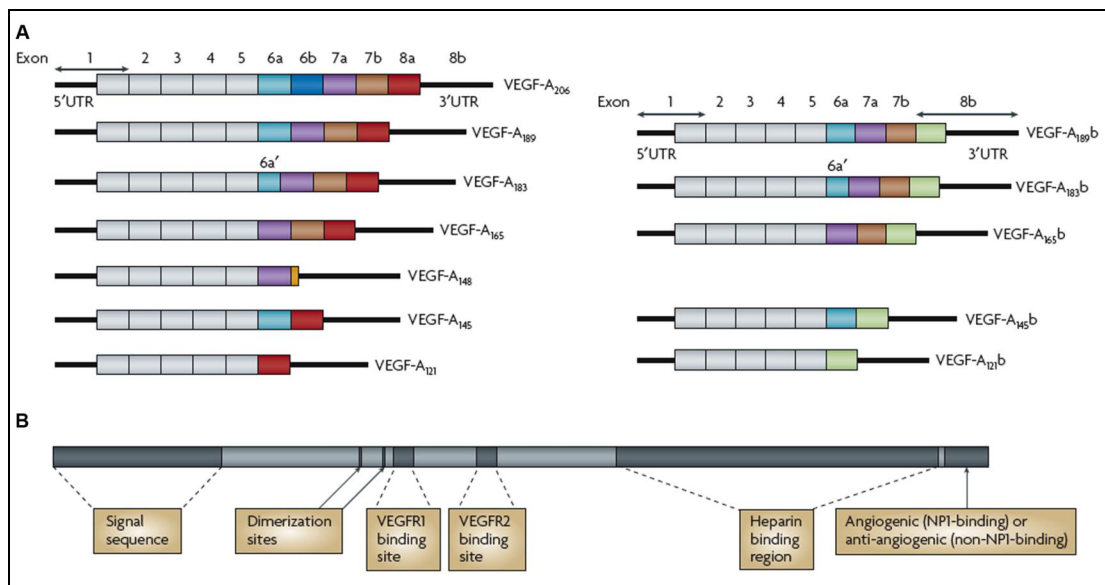 A
Exon 1 2 3 4 5 6a 6b 7a 7b 8a 8b
5′UTR 3′UTR VEGF-A206
VEGF-A189
6a′
VEGF-A183
VEGF-A165
VEGF-A148
VEGF-A145
VEGF-A121
Exon 1 2 3 4 5 6a 7a 7b 8b
VEGF-A189b
5′UTR 3′UTR
6a′
VEGF-A183b
VEGF-A165b
VEGF-A145b
VEGF-A121b
B
Signal
sequence
Dimerization
sites
VEGFR1
binding
site
VEGFR2
binding
site
Heparin
binding
region
Angiogenic (NP1-binding) or
anti-angiogenic (non-NP1-binding)